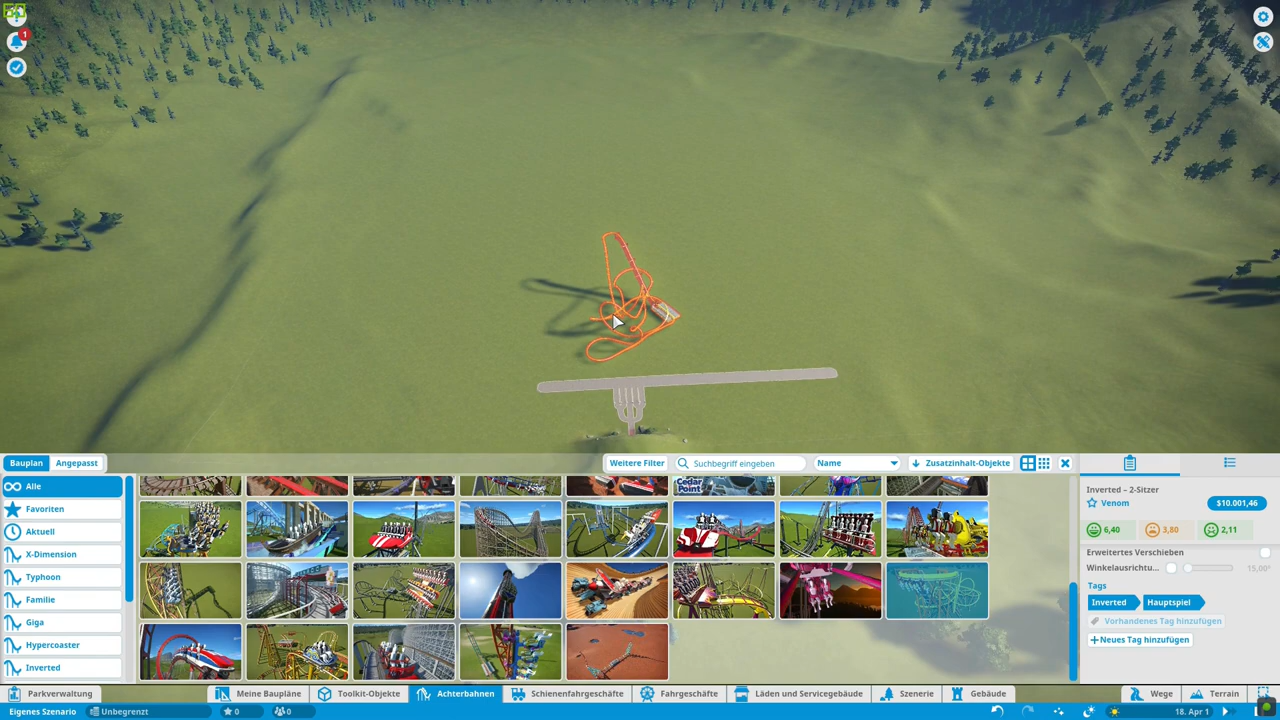 60
1
Bauplan
Angepasst
Weitere Filter
Suchbegriff eingeben
Name
Zusatzinhalt-Objekte
Alle
Favoriten
Aktuell
X-Dimension
Typhoon
Familie
Giga
Hypercoaster
Inverted
Cedar
Point
Inverted – 2-Sitzer
Venom
$10.001,46
6,40
3,80
2,11
Erweitertes Verschieben
Winkelausrichtu...
15,00°
Tags
Inverted
Hauptspiel
Vorhandenes Tag hinzufügen
+Neues Tag hinzufügen
Parkverwaltung
Meine Baupläne
Toolkit-Objekte
Achterbahnen
Schienenfahrgeschäfte
Fahrgeschäfte
Läden und Servicegebäude
Szenerie
Gebäude
Wege
Terrain
Eigenes Szenario
Unbegrenzt
0
0
18. Apr 1